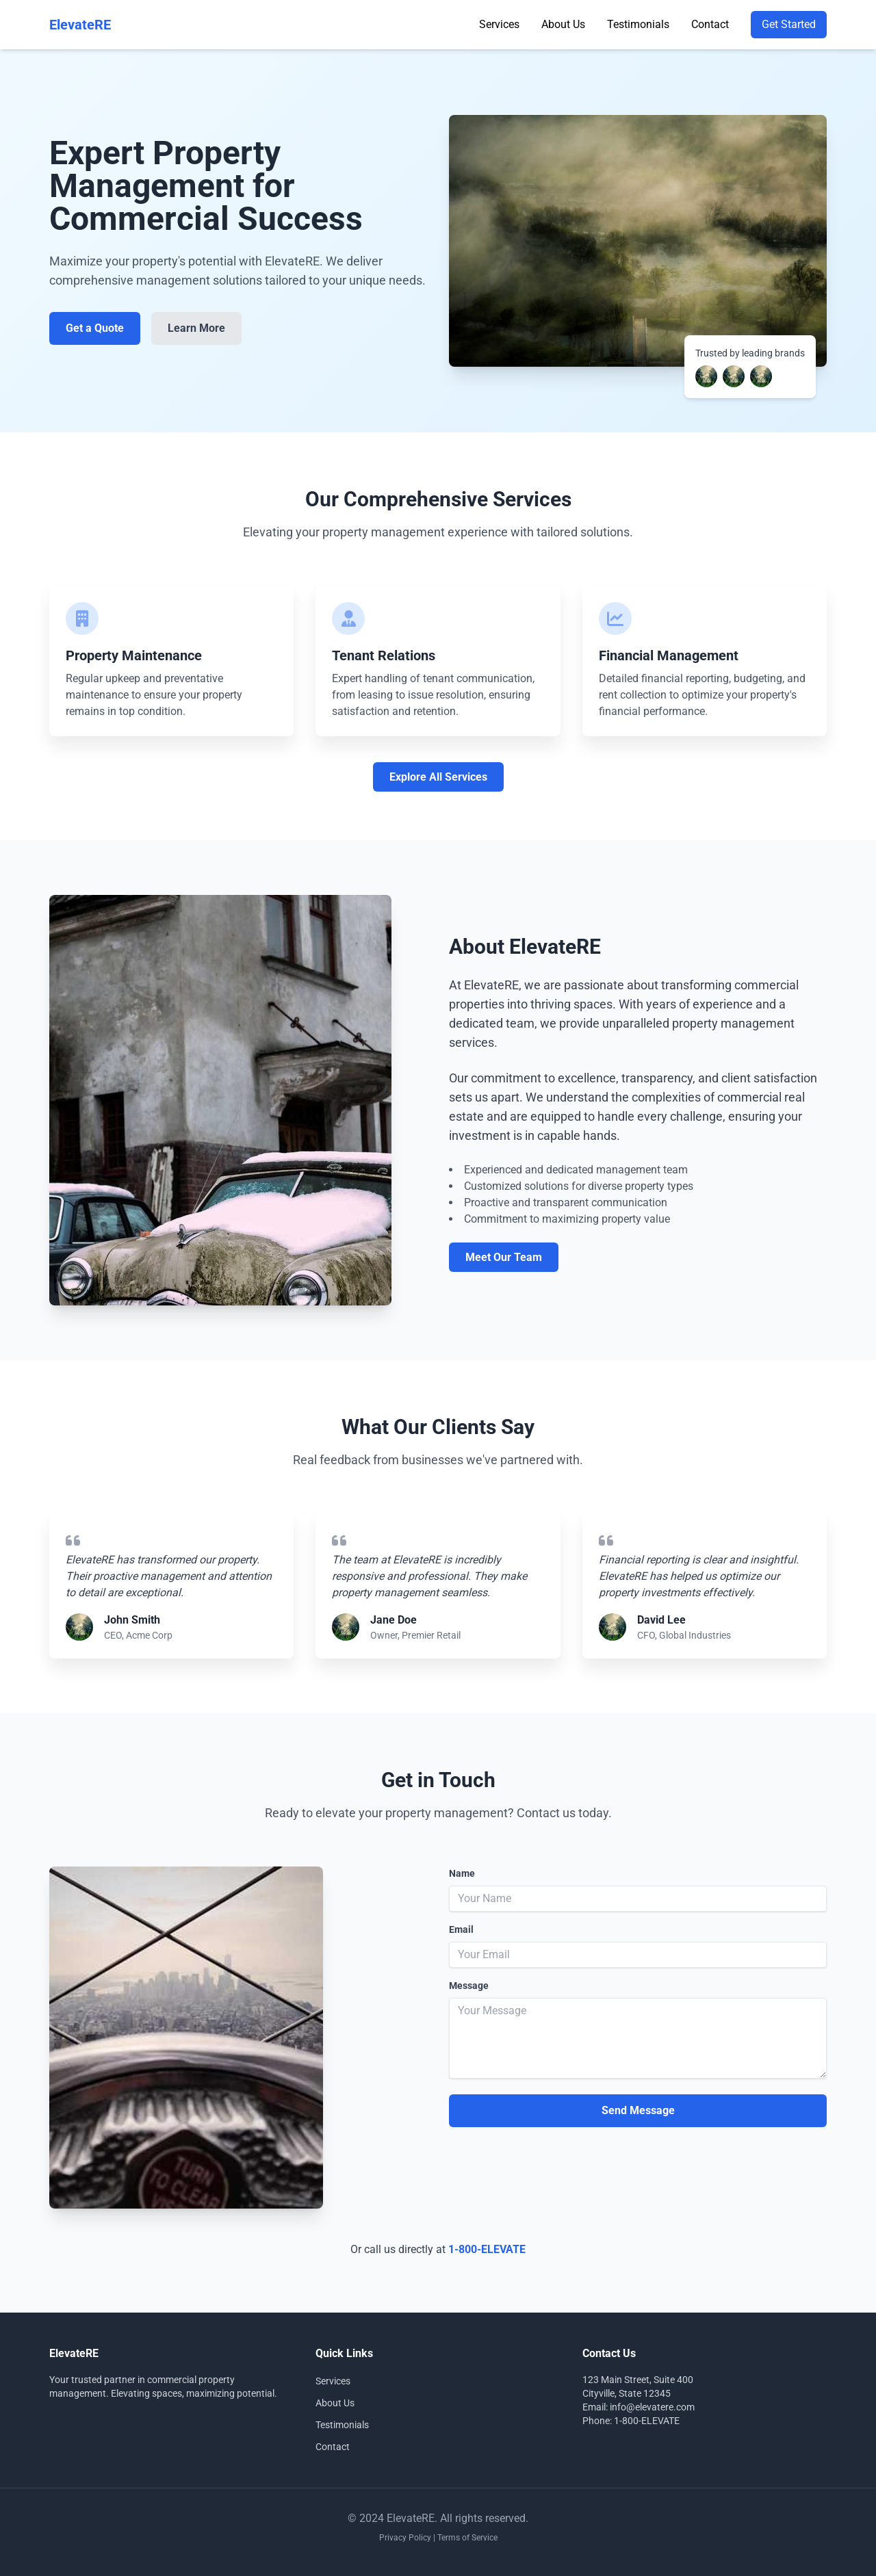 ElevateRE
Services
About Us
Testimonials
Contact
Get Started
Expert Property
Management for
Commercial Success
Maximize your property's potential with ElevateRE. We deliver
comprehensive management solutions tailored to your unique needs.
Get a Quote
Learn More
Trusted by leading brands
Our Comprehensive Services
Elevating your property management experience with tailored solutions.
Property Maintenance
Regular upkeep and preventative
maintenance to ensure your property
remains in top condition.
Tenant Relations
Expert handling of tenant communication,
from leasing to issue resolution, ensuring
satisfaction and retention.
Financial Management
Detailed financial reporting, budgeting, and
rent collection to optimize your property's
financial performance.
Explore All Services
About ElevateRE
At ElevateRE, we are passionate about transforming commercial
properties into thriving spaces. With years of experience and a
dedicated team, we provide unparalleled property management
services.
Our commitment to excellence, transparency, and client satisfaction
sets us apart. We understand the complexities of commercial real
estate and are equipped to handle every challenge, ensuring your
investment is in capable hands.
• Experienced and dedicated management team
• Customized solutions for diverse property types
• Proactive and transparent communication
• Commitment to maximizing property value
Meet Our Team
What Our Clients Say
Real feedback from businesses we've partnered with.
ElevateRE has transformed our property.
Their proactive management and attention
to detail are exceptional.
John Smith
CEO, Acme Corp
The team at ElevateRE is incredibly
responsive and professional. They make
property management seamless.
Jane Doe
Owner, Premier Retail
Financial reporting is clear and insightful.
ElevateRE has helped us optimize our
property investments effectively.
David Lee
CFO, Global Industries
Get in Touch
Ready to elevate your property management? Contact us today.
TURN
TO CLEAR
Name
Your Name
Email
Your Email
Message
Your Message
Send Message
Or call us directly at 1-800-ELEVATE
ElevateRE
Your trusted partner in commercial property
management. Elevating spaces, maximizing potential.
Quick Links
Services
About Us
Testimonials
Contact
Contact Us
123 Main Street, Suite 400
Cityville, State 12345
Email: info@elevatere.com
Phone: 1-800-ELEVATE
© 2024 ElevateRE. All rights reserved.
Privacy Policy | Terms of Service